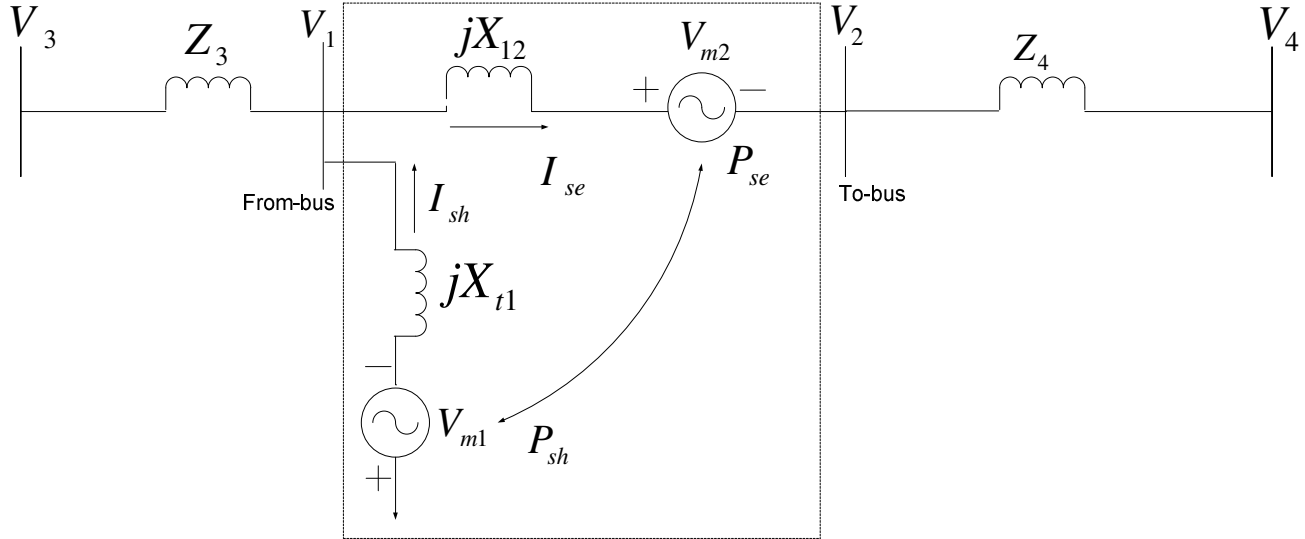 V3
Z3
V1
jX12
Vm2
V2
Z4
V4
+
−
Ise
Pse
From-bus
To-bus
Ish
jXt1
−
Vm1
Psh
+